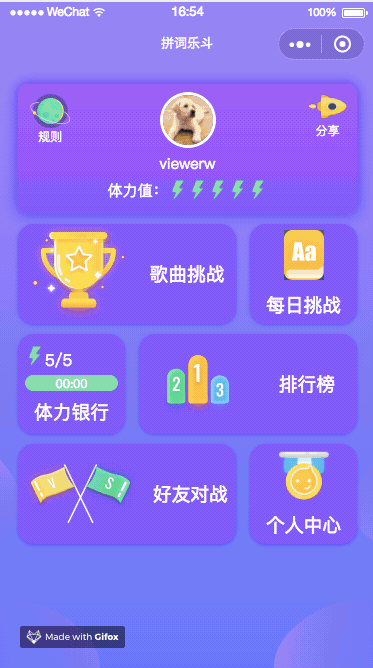 WeChat 16:54 100%
拼词乐斗
规则
分享
viewerw
体力值：
歌曲挑战
Aa
每日挑战
5/5
00:00
体力银行
2 1 3
排行榜
V S
好友对战
个人中心
Made with Gifox